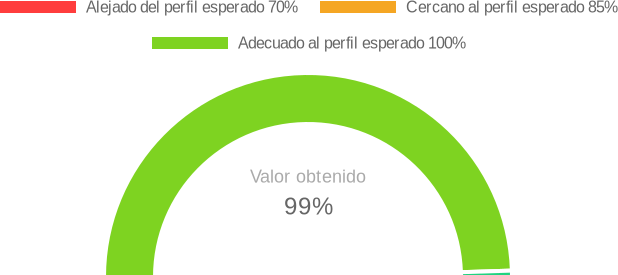 Alejado del perfil esperado 70% Cercano al perfil esperado 85%
Adecuado al perfil esperado 100%
Valor obtenido
99%